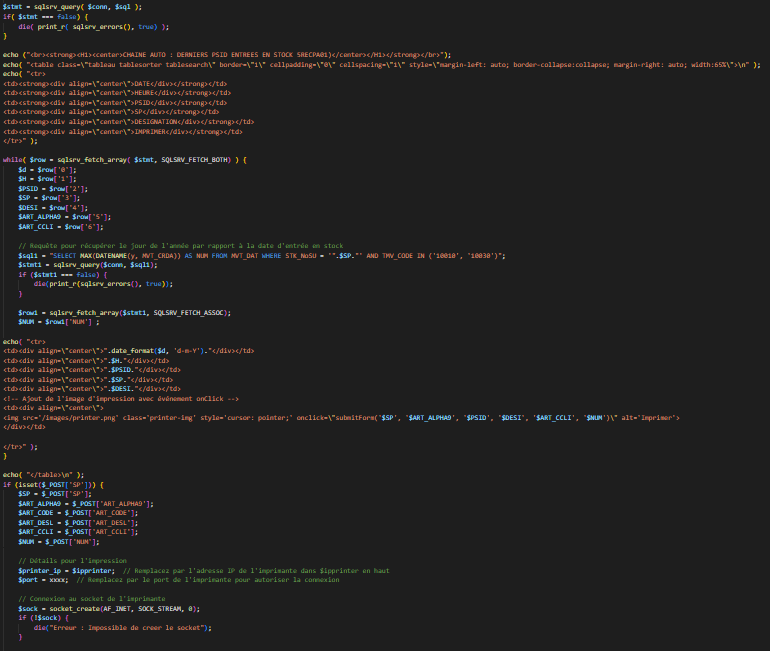 $stmt = sqlsrv_query( $conn, $sql );
if( $stmt === false) {
    die( print_r( sqlsrv_errors(), true) );
}

echo ("<br><strong><H1><center>CHAINE AUTO : DERNIERS PSID ENTREES EN STOCK SRECPA01)</center></H1></strong></br>");
echo( "<table class=\"tableau tablesorter tablesearch\" border=\"1\" cellpadding=\"0\" cellspacing=\"1\" style=\"margin-left: auto; border-collapse:collapse; margin-right: auto; width:65%\">\n" );
echo( "<tr>
<td><strong><div align=\"center\">DATE</div></strong></td>
<td><strong><div align=\"center\">HEURE</div></strong></td>
<td><strong><div align=\"center\">PSID</div></strong></td>
<td><strong><div align=\"center\">SP</div></strong></td>
<td><strong><div align=\"center\">DESIGNATION</div></strong></td>
<td><strong><div align=\"center\">IMPRIMER</div></strong></td>
</tr>" );

while( $row = sqlsrv_fetch_array( $stmt, SQLSRV_FETCH_BOTH) ) {
    $d = $row['0'];
    $H = $row['1'];
    $PSID = $row['2'];
    $SP = $row['3'];
    $DESI = $row['4'];
    $ART_ALPHA9 = $row['5'];
    $ART_CCLI = $row['6'];

    // Requête pour récupérer le jour de l'année par rapport à la date d'entrée en stock
    $sql1 = "SELECT MAX(DATENAME(y, MVT_CRDA)) AS NUM FROM MVT_DAT WHERE STK_NoSU = '".$SP."' AND TMV_CODE IN ('10010', '10030')";
    $stmt1 = sqlsrv_query($conn, $sql1);
    if ($stmt1 === false) {
        die(print_r(sqlsrv_errors(), true));
    }

    $row1 = sqlsrv_fetch_array($stmt1, SQLSRV_FETCH_ASSOC);
    $NUM = $row1['NUM'] ;

echo( "<tr>
<td><div align=\"center\">".date_format($d, 'd-m-Y')."</div></td>
<td><div align=\"center\">".$H."</div></td>
<td><div align=\"center\">".$PSID."</div></td>
<td><div align=\"center\">".$SP."</div></td>
<td><div align=\"center\">".$DESI."</div></td>
<!-- Ajout de l'image d'impression avec événement onClick -->
<td><div align=\"center\">
<img src='/images/printer.png' class='printer-img' style='cursor: pointer;' onclick=\"submitForm('$SP', '$ART_ALPHA9', '$PSID', '$DESI', '$ART_CCLI', '$NUM')\" alt='Imprimer'>
</div></td>

</tr>" );
}

echo( "</table>\n" );
if (isset($_POST['SP'])) {
    $SP = $_POST['SP'];
    $ART_ALPHA9 = $_POST['ART_ALPHA9'];
    $ART_CODE = $_POST['ART_CODE'];
    $ART_DESL = $_POST['ART_DESL'];
    $ART_CCLI = $_POST['ART_CCLI'];
    $NUM = $_POST['NUM'];

    // Détails pour l'impression
    $printer_ip = $ipprinter;  // Remplacez par l'adresse IP de l'imprimante dans $ipprinter en haut
    $port = xxxx;  // Remplacez par le port de l'imprimante pour autoriser la connexion

    // Connexion au socket de l'imprimante
    $sock = socket_create(AF_INET, SOCK_STREAM, 0);
    if (!$sock) {
        die("Erreur : Impossible de creer le socket");
    }